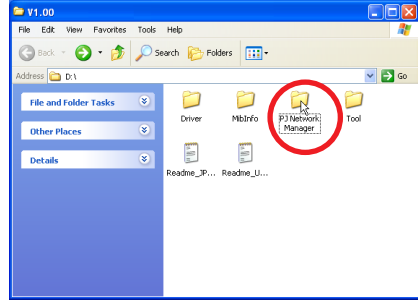 V1.00
File Edit View Favorites Tools Help
Back Search Folders
Address D:\ Go
File and Folder Tasks
Other Places
Details
Driver MibInfo PJ Network Manager Tool
Readme_JP... Readme_U...